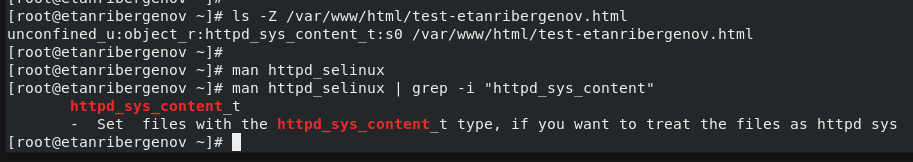 [root@etanribergenov ~]#
[root@etanribergenov ~]# ls -Z /var/www/html/test-etanribergenov.html
unconfined_u:object_r:httpd_sys_content_t:s0 /var/www/html/test-etanribergenov.html
[root@etanribergenov ~]#
[root@etanribergenov ~]# man httpd_selinux
[root@etanribergenov ~]# man httpd_selinux | grep -i "httpd_sys_content"
httpd_sys_content_t
- Set files with the httpd_sys_content_t type, if you want to treat the files as httpd sys
[root@etanribergenov ~]#